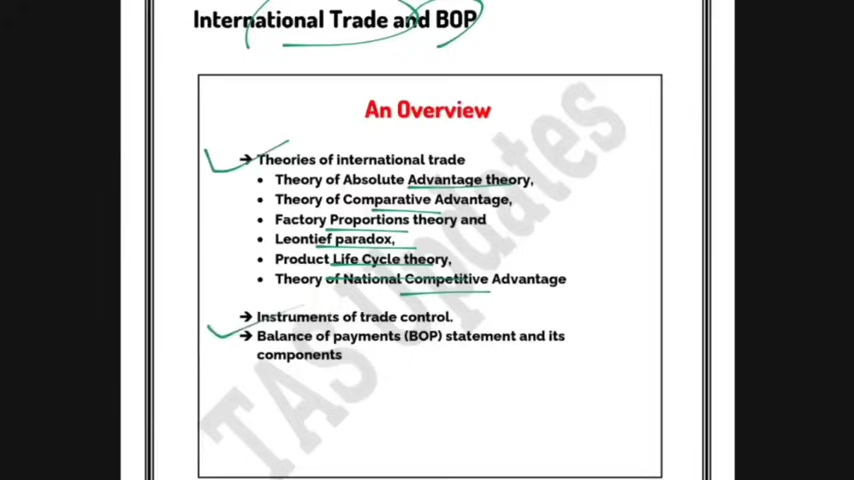 International Trade and BOP
An Overview
→ Theories of international trade
• Theory of Absolute Advantage theory,
• Theory of Comparative Advantage,
• Factory Proportions theory and
• Leontief paradox,
• Product Life Cycle theory,
• Theory of National Competitive Advantage
→ Instruments of trade control.
→ Balance of payments (BOP) statement and its
components
TAS Updates